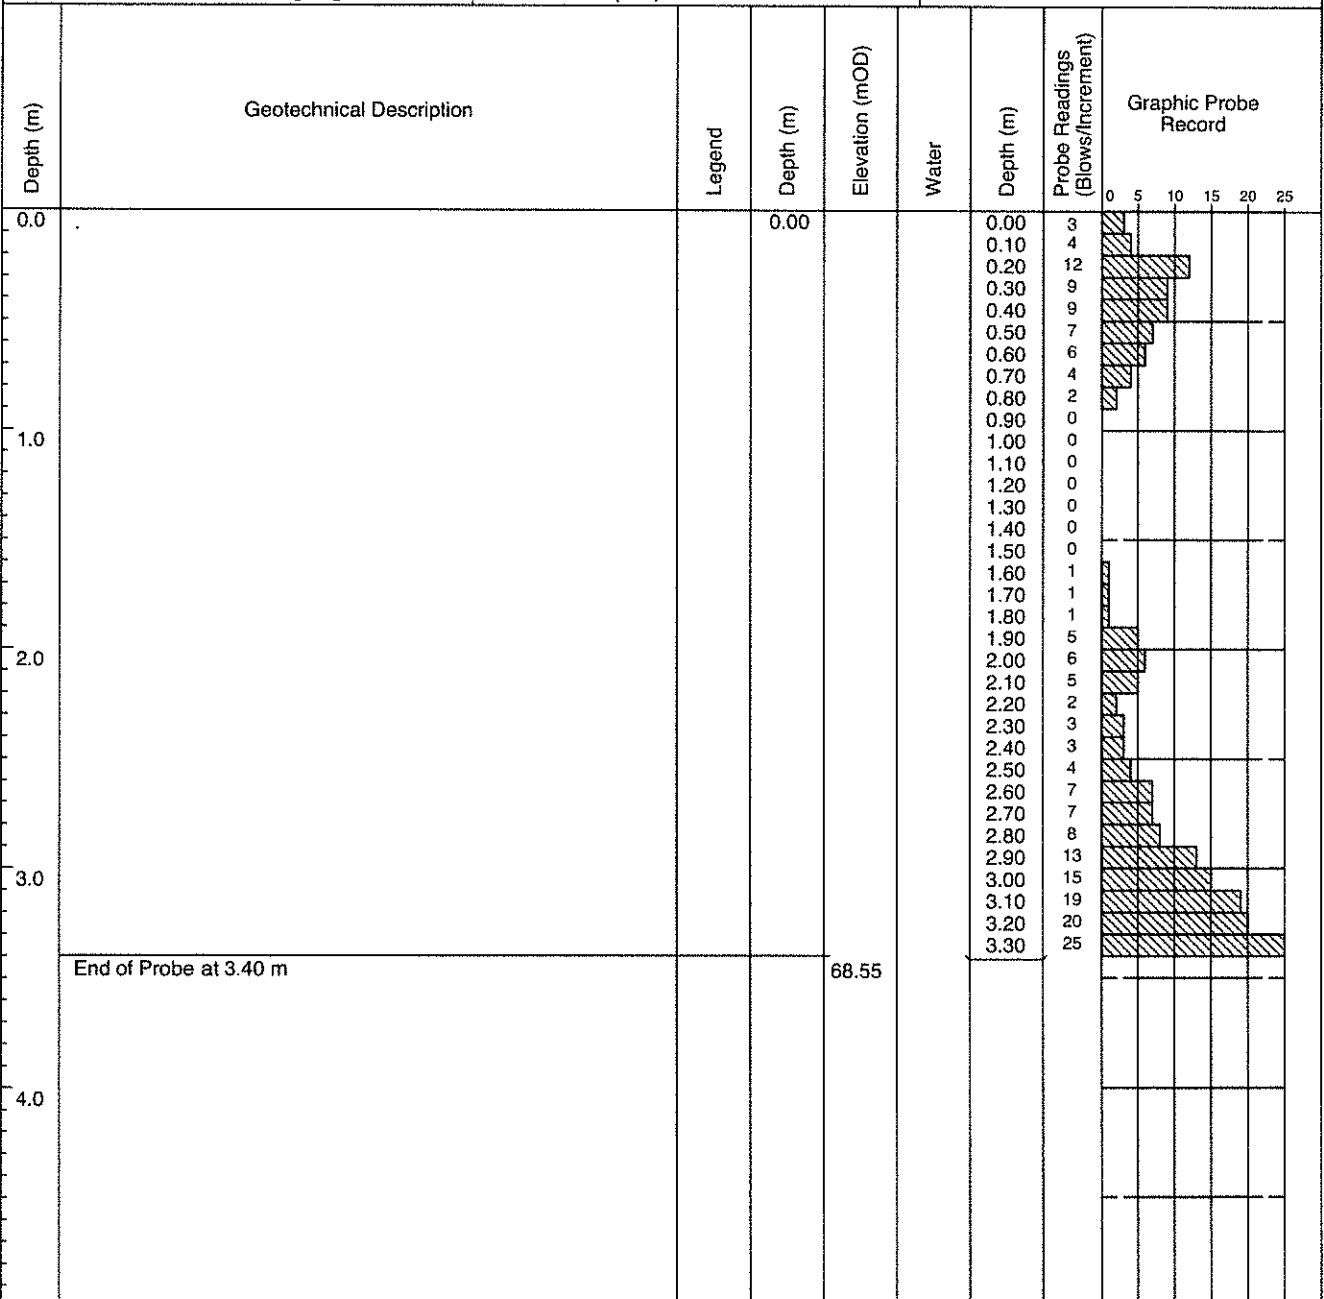 Depth (m)
Geotechnical Description
Legend
Depth (m)
Elevation (mOD)
Water
Depth (m)
Probe Readings
(Blows/Increment)
Graphic Probe
Record
0 5 10 15 20 25
0.0 0.00 0.00 3
0.10 4
0.20 12
0.30 9
0.40 9
0.50 7
0.60 6
0.70 4
0.80 2
0.90 0
1.0 1.00 0
1.10 0
1.20 0
1.30 0
1.40 0
1.50 0
1.60 1
1.70 1
1.80 1
1.90 5
2.0 2.00 6
2.10 5
2.20 2
2.30 3
2.40 3
2.50 4
2.60 7
2.70 7
2.80 8
2.90 13
3.0 3.00 15
3.10 19
3.20 20
3.30 25
End of Probe at 3.40 m 68.55
4.0